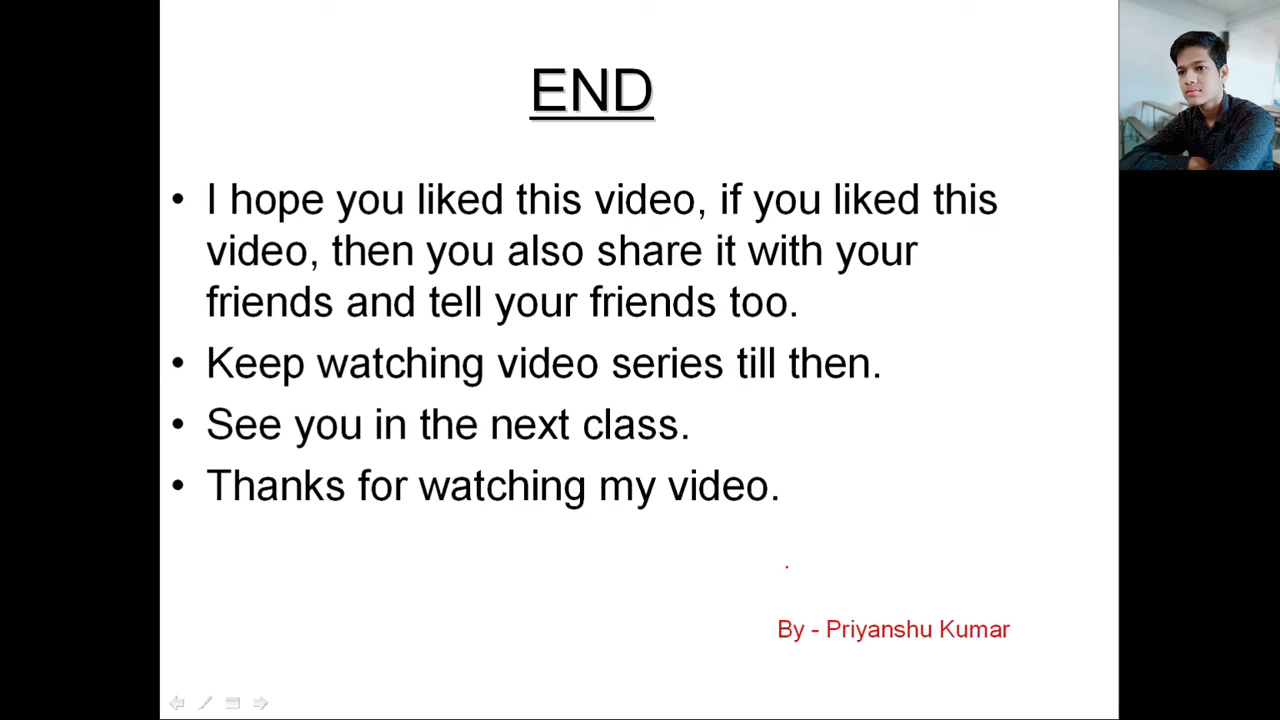 END
• I hope you liked this video, if you liked this
video, then you also share it with your
friends and tell your friends too.
• Keep watching video series till then.
• See you in the next class.
• Thanks for watching my video.
By - Priyanshu Kumar